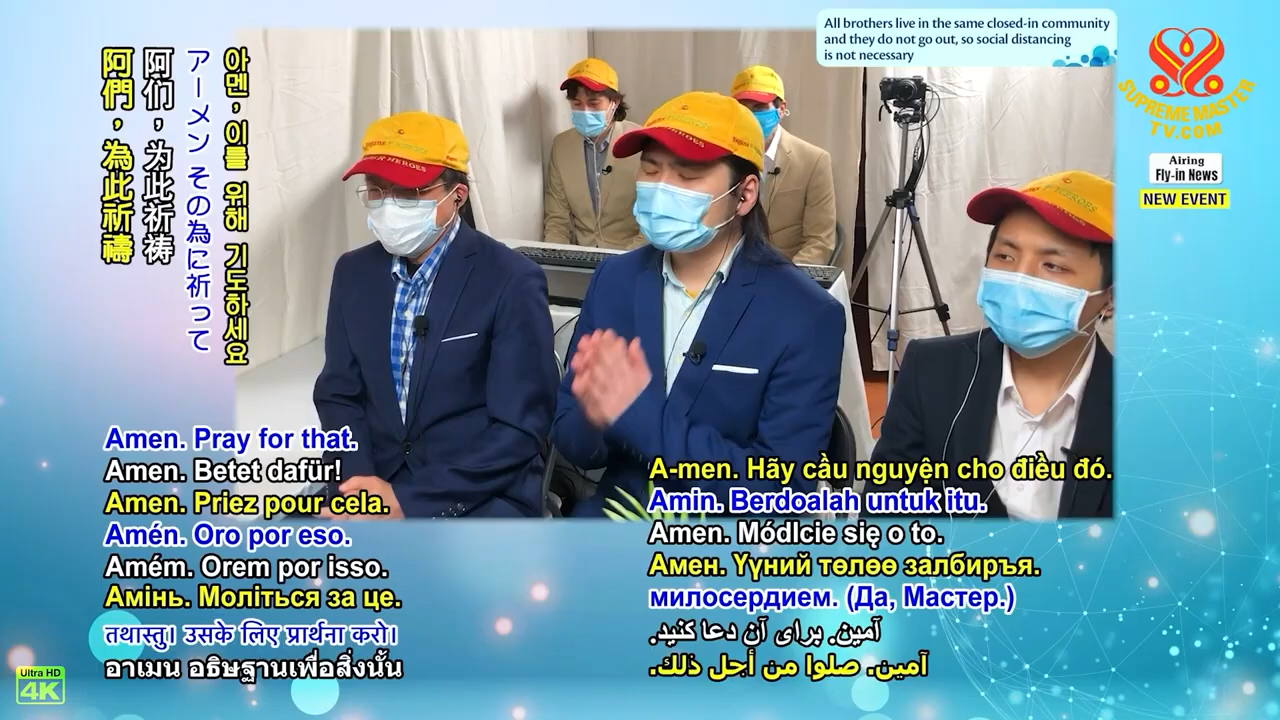 All brothers live in the same closed-in community
and they do not go out, so social distancing
is not necessary
SUPREME MASTER
TV.COM
Airing
Fly-in News
NEW EVENT
아멘, 이를 위해 기도하세요
アーメン その為に祈って
阿们，为此祈祷
阿們，為此祈禱
HEROES
Amen. Pray for that.
Amen. Betet dafür!
Amen. Priez pour cela.
Amén. Oro por eso.
Amém. Orem por isso.
Амінь. Моліться за це.
तथास्तु। उसके लिए प्रार्थना करो।
อาเมน อธิษฐานเพื่อสิ่งนั้น
A-men. Hãy cầu nguyện cho điều đó.
Amin. Berdoalah untuk itu.
Amen. Módlcie się o to.
Амен. Үүний төлөө залбиръя.
милосердием. (Да, Мастер.)
آمین. برای آن دعا کنید.
آمين. صلوا من أجل ذلك.
Ultra HD
4K